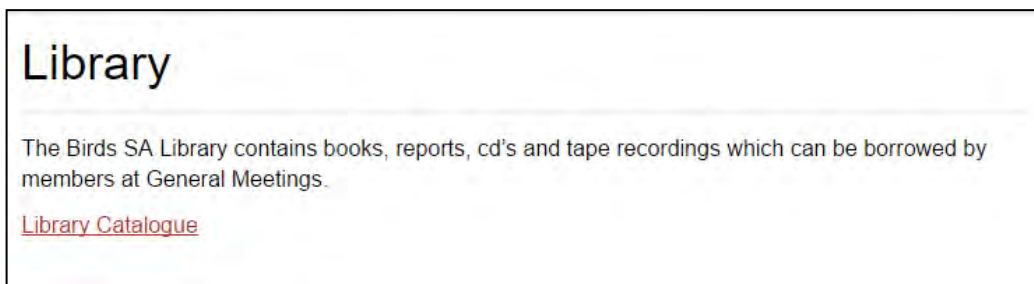 Library
The Birds SA Library contains books, reports, cd's and tape recordings which can be borrowed by
members at General Meetings.
Library Catalogue